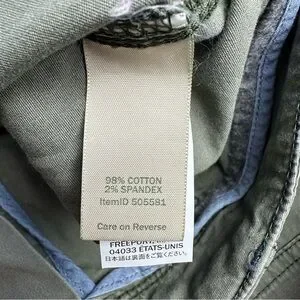 98% COTTON
2% SPANDEX
ItemID 505581
Care on Reverse
FREEPORT,
04033 ÉTATS-UNIS
日本語は裏面をご覧ください